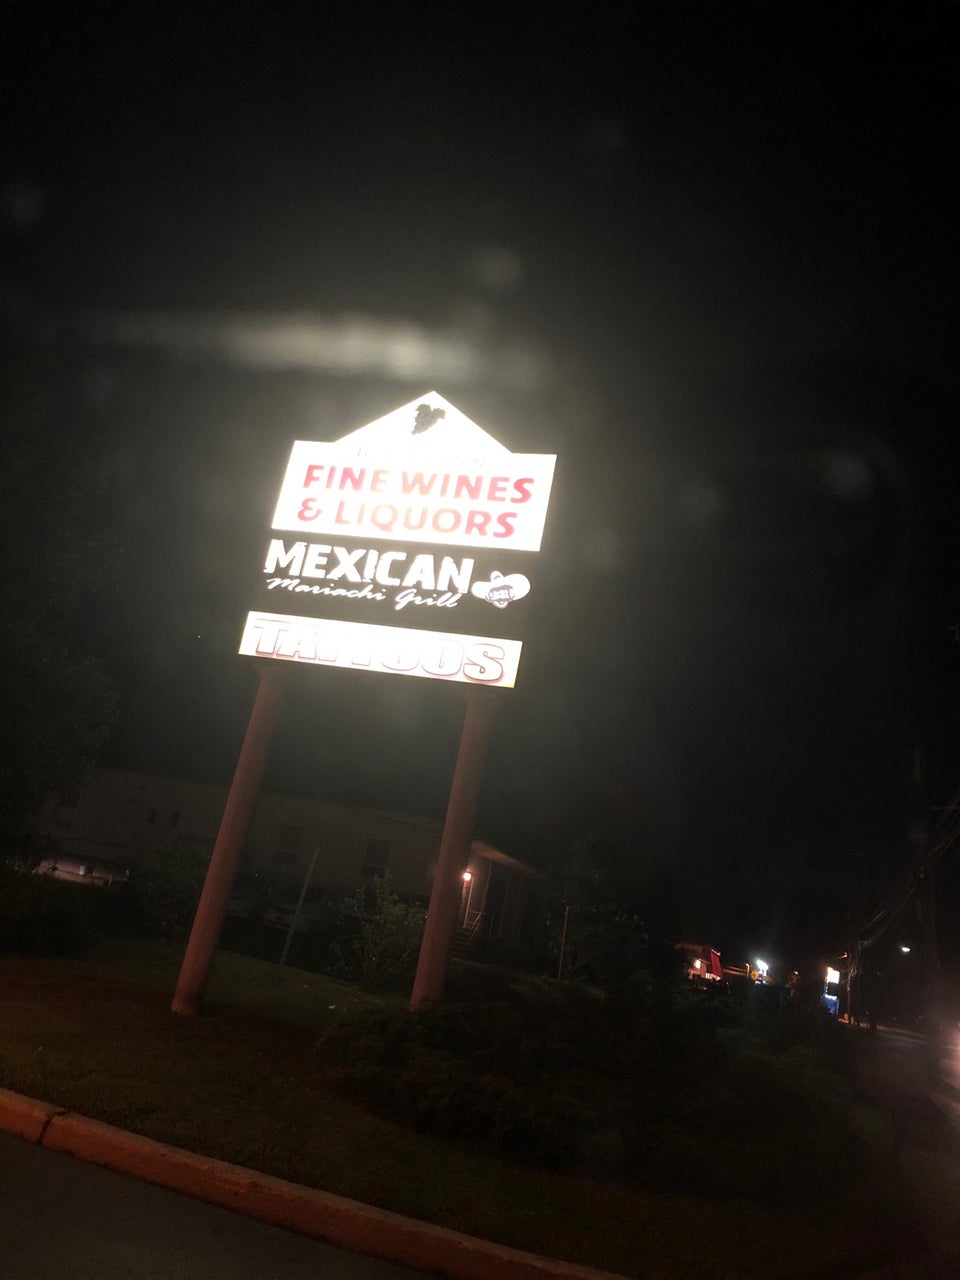 FINE WINES
& LIQUORS
MEXICAN
Mariachi Grill
TATTOOS